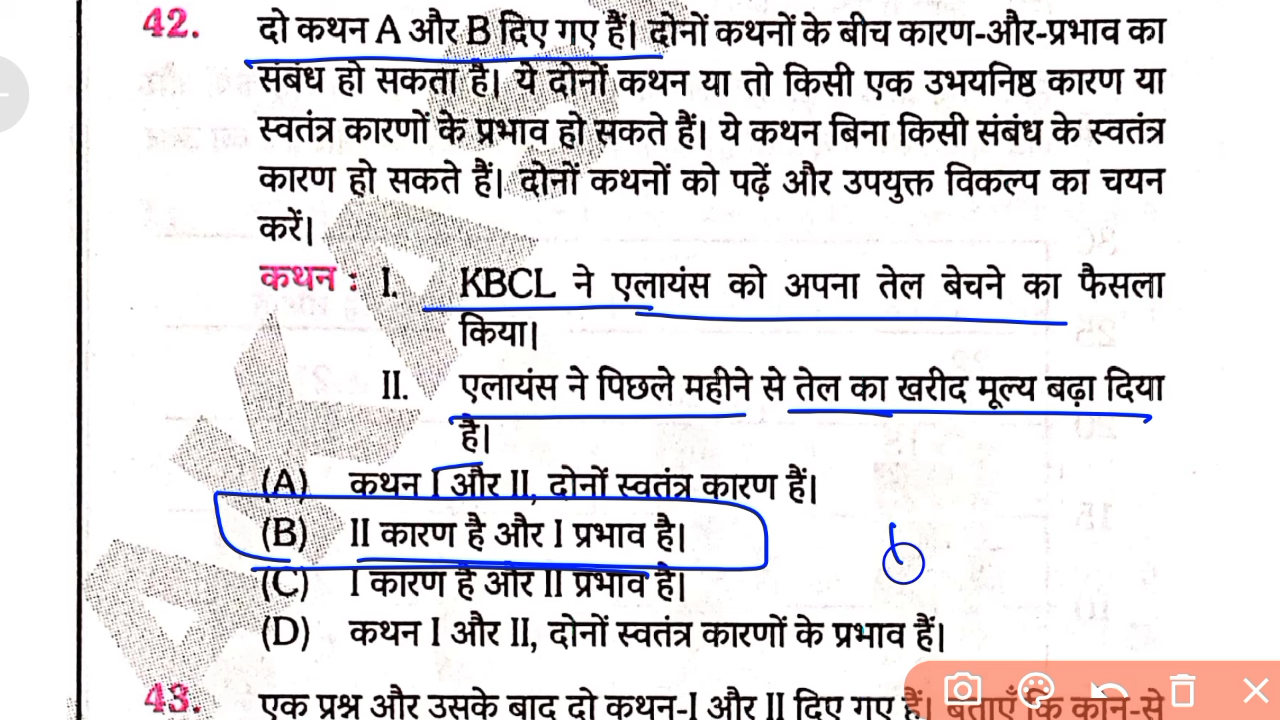 42. दो कथन A और B दिए गए हैं। दोनों कथनों के बीच कारण-और-प्रभाव का
संबंध हो सकता है। ये दोनों कथन या तो किसी एक उभयनिष्ठ कारण या
स्वतंत्र कारणों के प्रभाव हो सकते हैं। ये कथन बिना किसी संबंध के स्वतंत्र
कारण हो सकते हैं। दोनों कथनों को पढ़ें और उपयुक्त विकल्प का चयन
करें।
कथन : I. KBCL ने एलायंस को अपना तेल बेचने का फैसला
किया।
II. एलायंस ने पिछले महीने से तेल का खरीद मूल्य बढ़ा दिया
है।
(A) कथन I और II, दोनों स्वतंत्र कारण हैं।
(B) II कारण है और I प्रभाव है।
(C) I कारण है और II प्रभाव है।
(D) कथन I और II, दोनों स्वतंत्र कारणों के प्रभाव हैं।
43. एक प्रश्न और उसके बाद दो कथन-I और II दिए गए हैं। बताएँ कि कौन-से